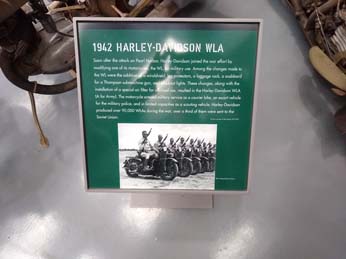 1942 HARLEY-DAVIDSON WLA
Soon after the attack on Pearl Harbor, Harley-Davidson joined the war effort by
modifying one of its motorcycles, the WL, for military use. Among the changes made to
the WL were the addition of a windshield, leg protectors, a luggage rack, a scabbard
for a Thompson submachine gun, and blackout lights. These changes, along with the
installation of a special air filter for off-road use, resulted in the Harley-Davidson WLA
(A for Army). The motorcycle entered military service as a courier bike, an escort vehicle
for the military police, and in limited capacities as a scouting vehicle. Harley-Davidson
produced over 90,000 WLAs during the war; over a third of them were sent to the
Soviet Union.